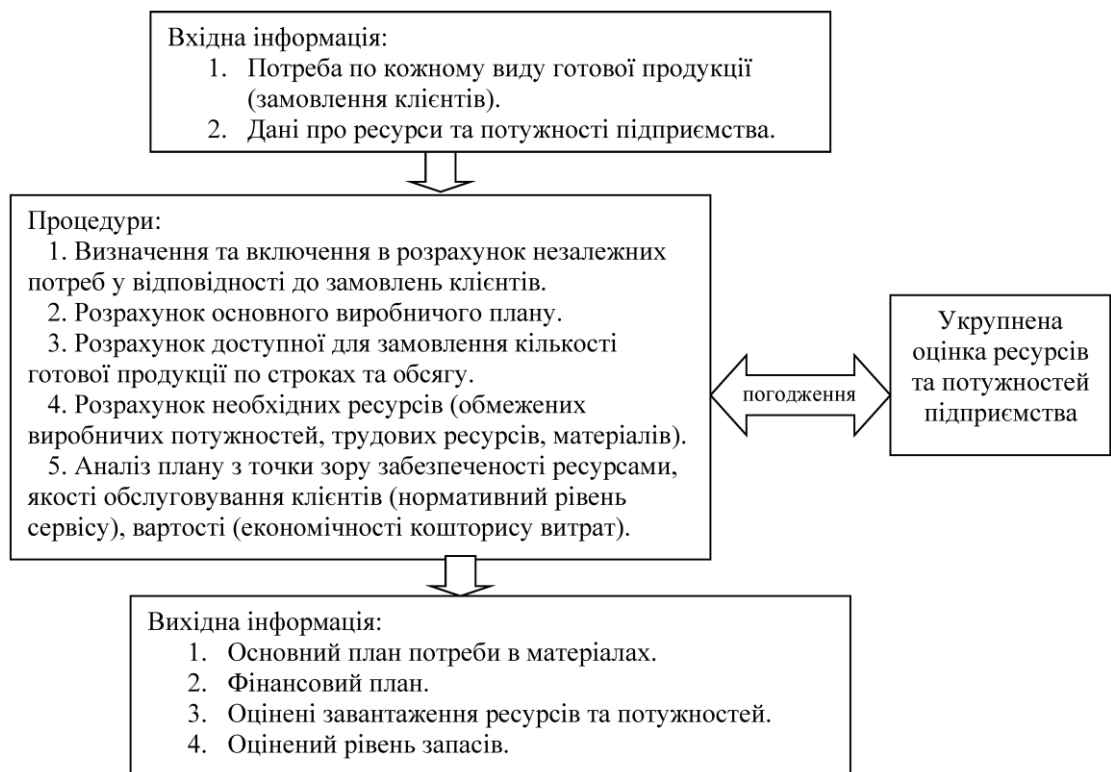 Вхідна інформація:
1. Потреба по кожному виду готової продукції
(замовлення клієнтів).
2. Дані про ресурси та потужності підприємства.
Процедури:
1. Визначення та включення в розрахунок незалежних
потреб у відповідності до замовлень клієнтів.
2. Розрахунок основного виробничого плану.
3. Розрахунок доступної для замовлення кількості
готової продукції по строках та обсягу.
4. Розрахунок необхідних ресурсів (обмежених
виробничих потужностей, трудових ресурсів, матеріалів).
5. Аналіз плану з точки зору забезпеченості ресурсами,
якості обслуговування клієнтів (нормативний рівень
сервісу), вартості (економічності кошторису витрат).
погодження
Укрупнена
оцінка ресурсів
та потужностей
підприємства
Вихідна інформація:
1. Основний план потреби в матеріалах.
2. Фінансовий план.
3. Оцінені завантаження ресурсів та потужностей.
4. Оцінений рівень запасів.